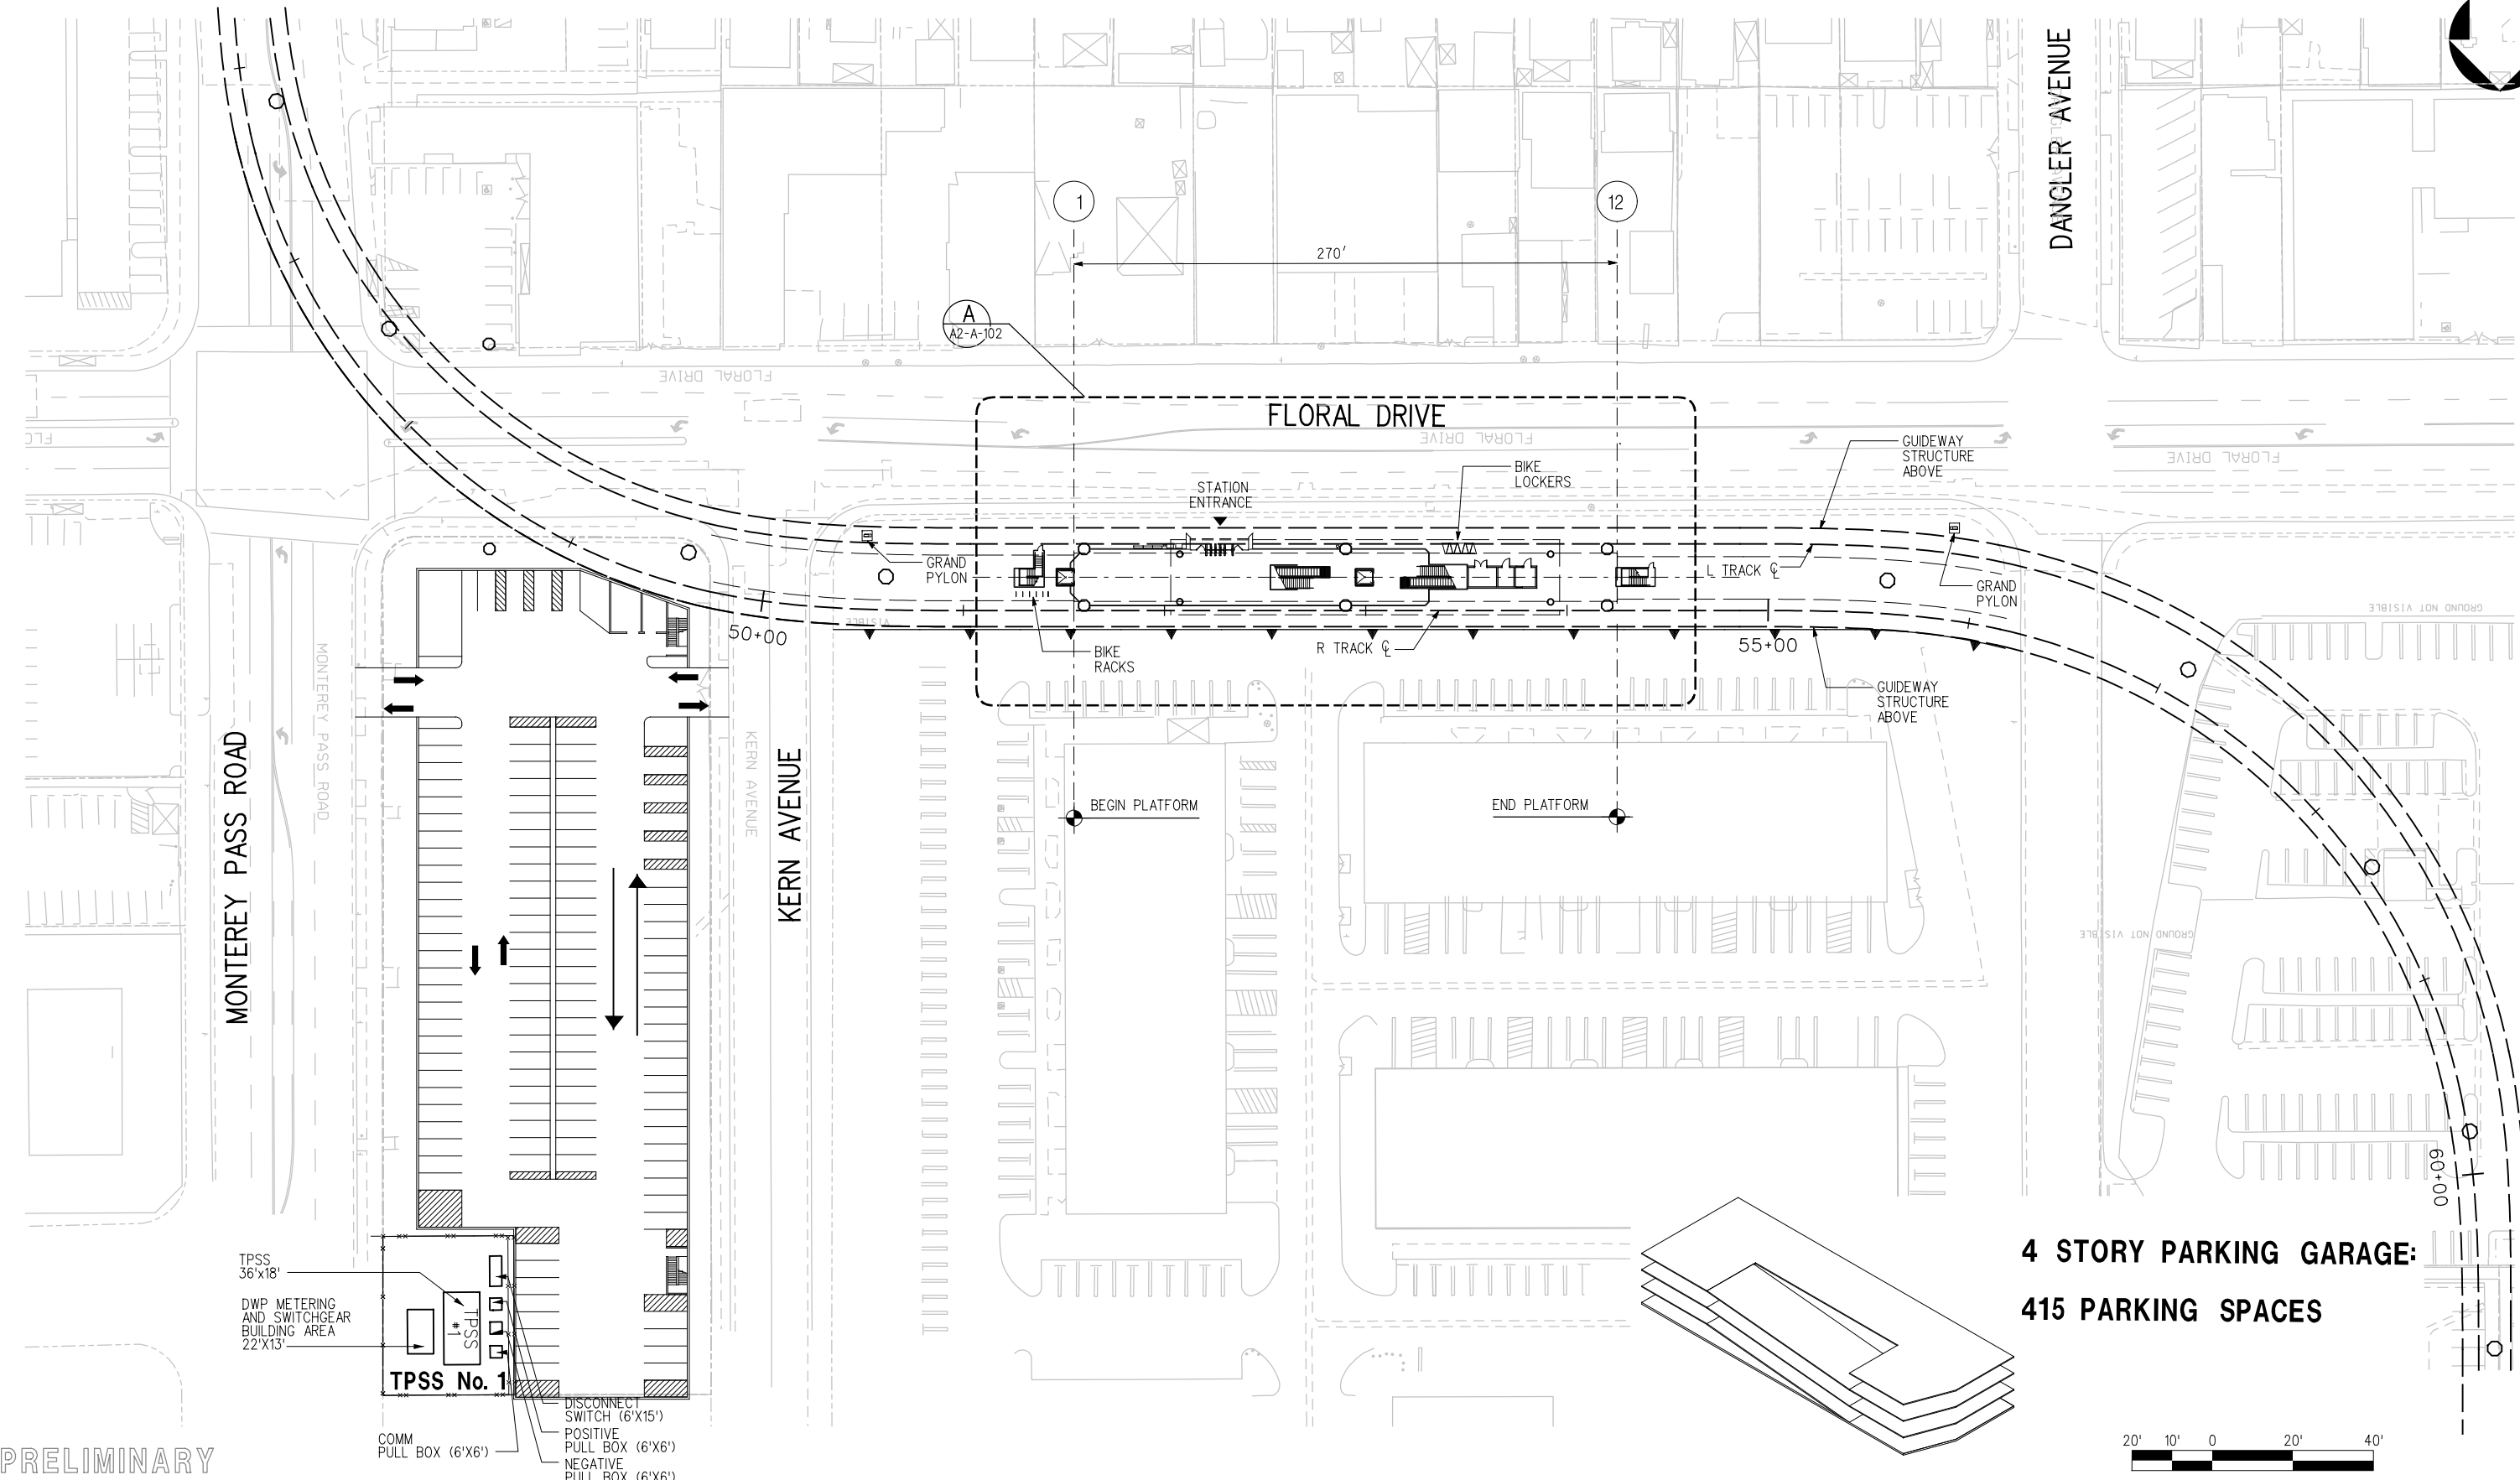 DANGLER AVENUE
1
12
270'
A
A2-A-102
FLORAL DRIVE
FLORAL DRIVE
FLORAL DRIVE
FLORAL DRIVE
FLO
GUIDEWAY
STRUCTURE
ABOVE
BIKE
LOCKERS
STATION
ENTRANCE
GRAND
PYLON
L TRACK ℄
GRAND
PYLON
GROUND NOT VISIBLE
VISIBLE
50+00
BIKE
RACKS
R TRACK ℄
55+00
GUIDEWAY
STRUCTURE
ABOVE
MONTEREY PASS ROAD
MONTEREY PASS ROAD
KERN AVENUE
KERN AVENUE
BEGIN PLATFORM
END PLATFORM
GROUND NOT VISIBLE
60+00
TPSS
36'x18'
DWP METERING
AND SWITCHGEAR
BUILDING AREA
22'X13'
TPSS
#1
TPSS No. 1
DISCONNECT
SWITCH (6'X15')
POSITIVE
PULL BOX (6'X6')
NEGATIVE
PULL BOX (6'X6')
COMM
PULL BOX (6'X6')
4 STORY PARKING GARAGE:
415 PARKING SPACES
20' 10' 0 20' 40'
PRELIMINARY